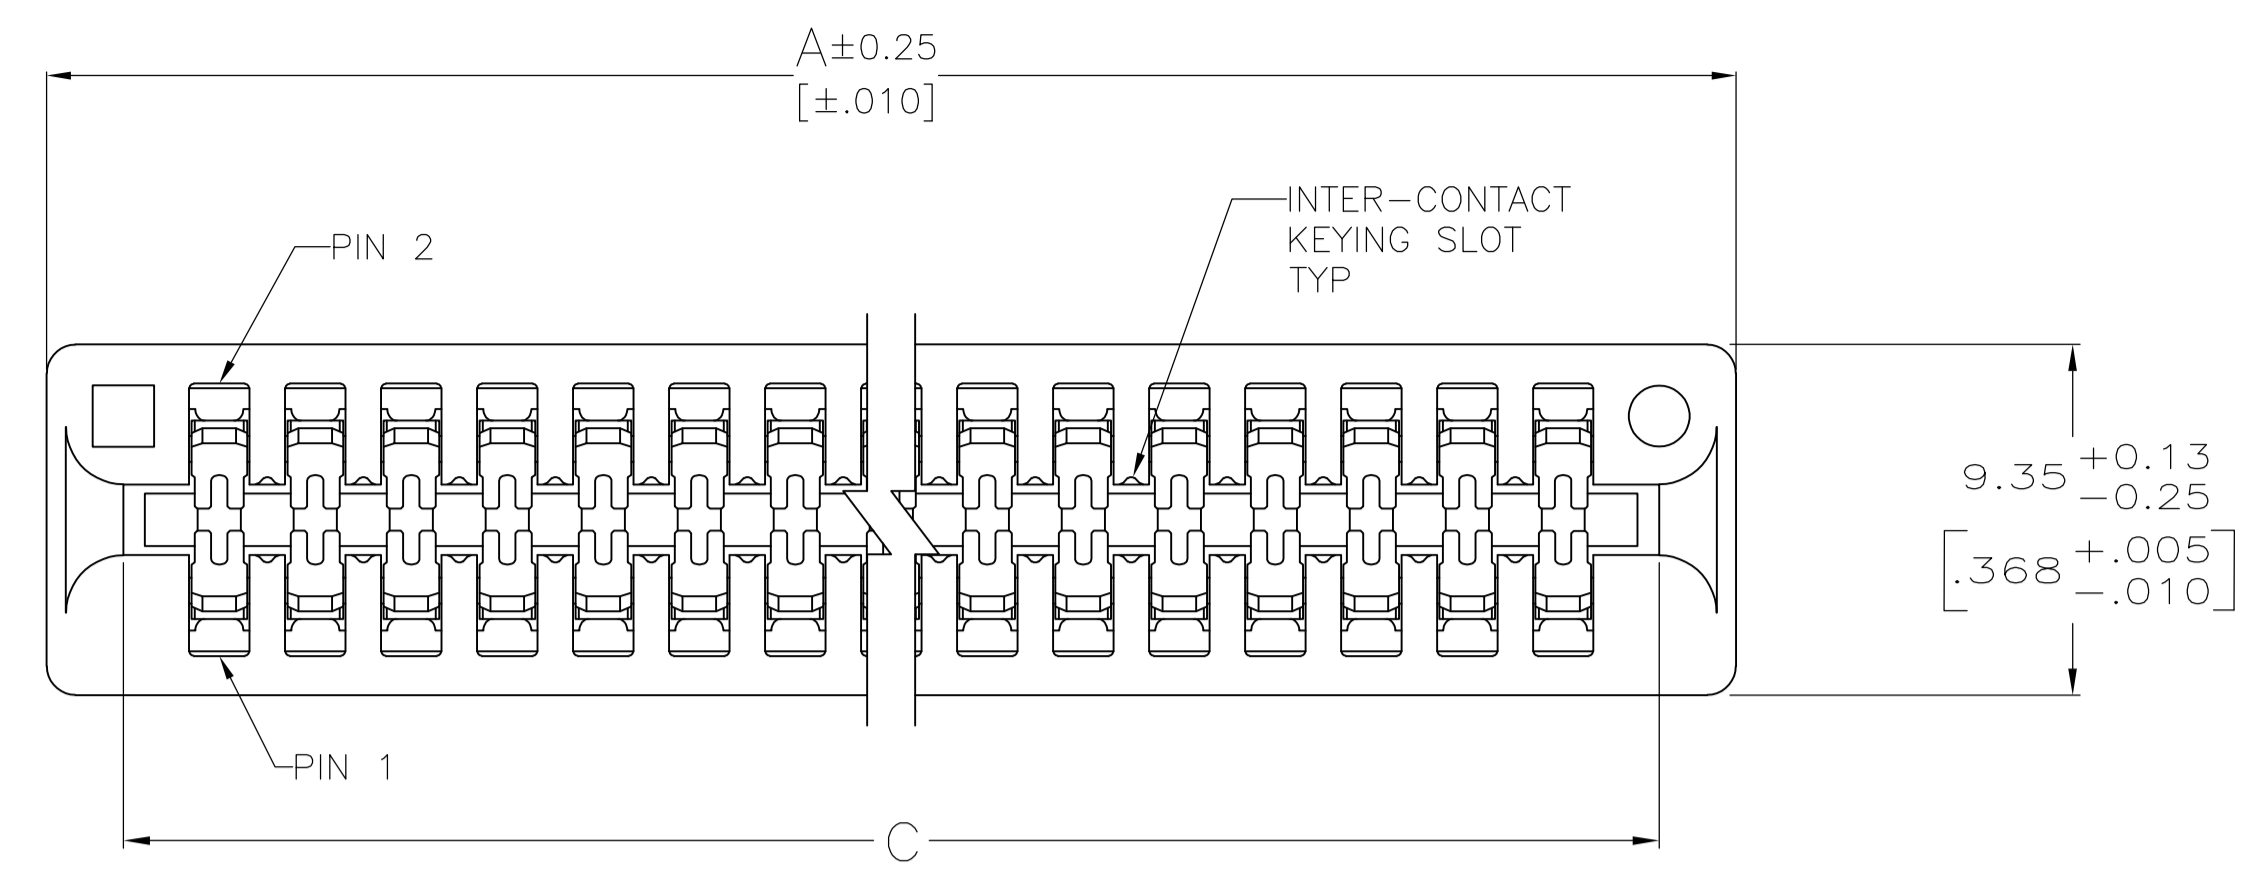 A±0.25
[±.010]
INTER-CONTACT
KEYING SLOT
TYP
PIN 2
9.35 +0.13
-0.25
[.368 +.005
-.010]
PIN 1
C